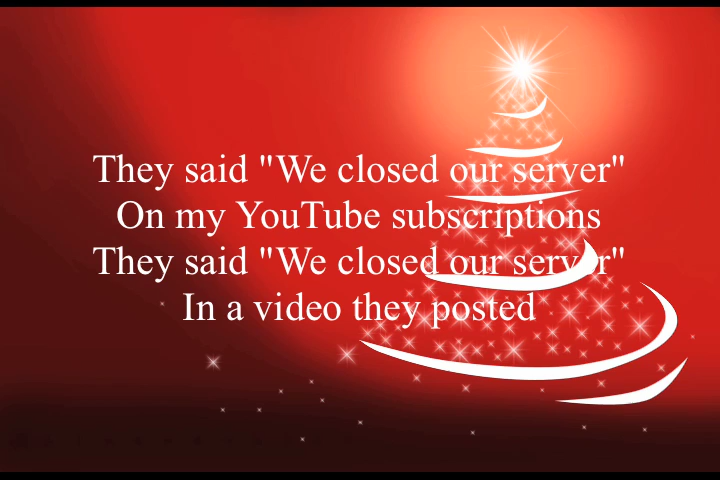 They said "We closed our server"
On my YouTube subscriptions
They said "We closed our server"
In a video they posted